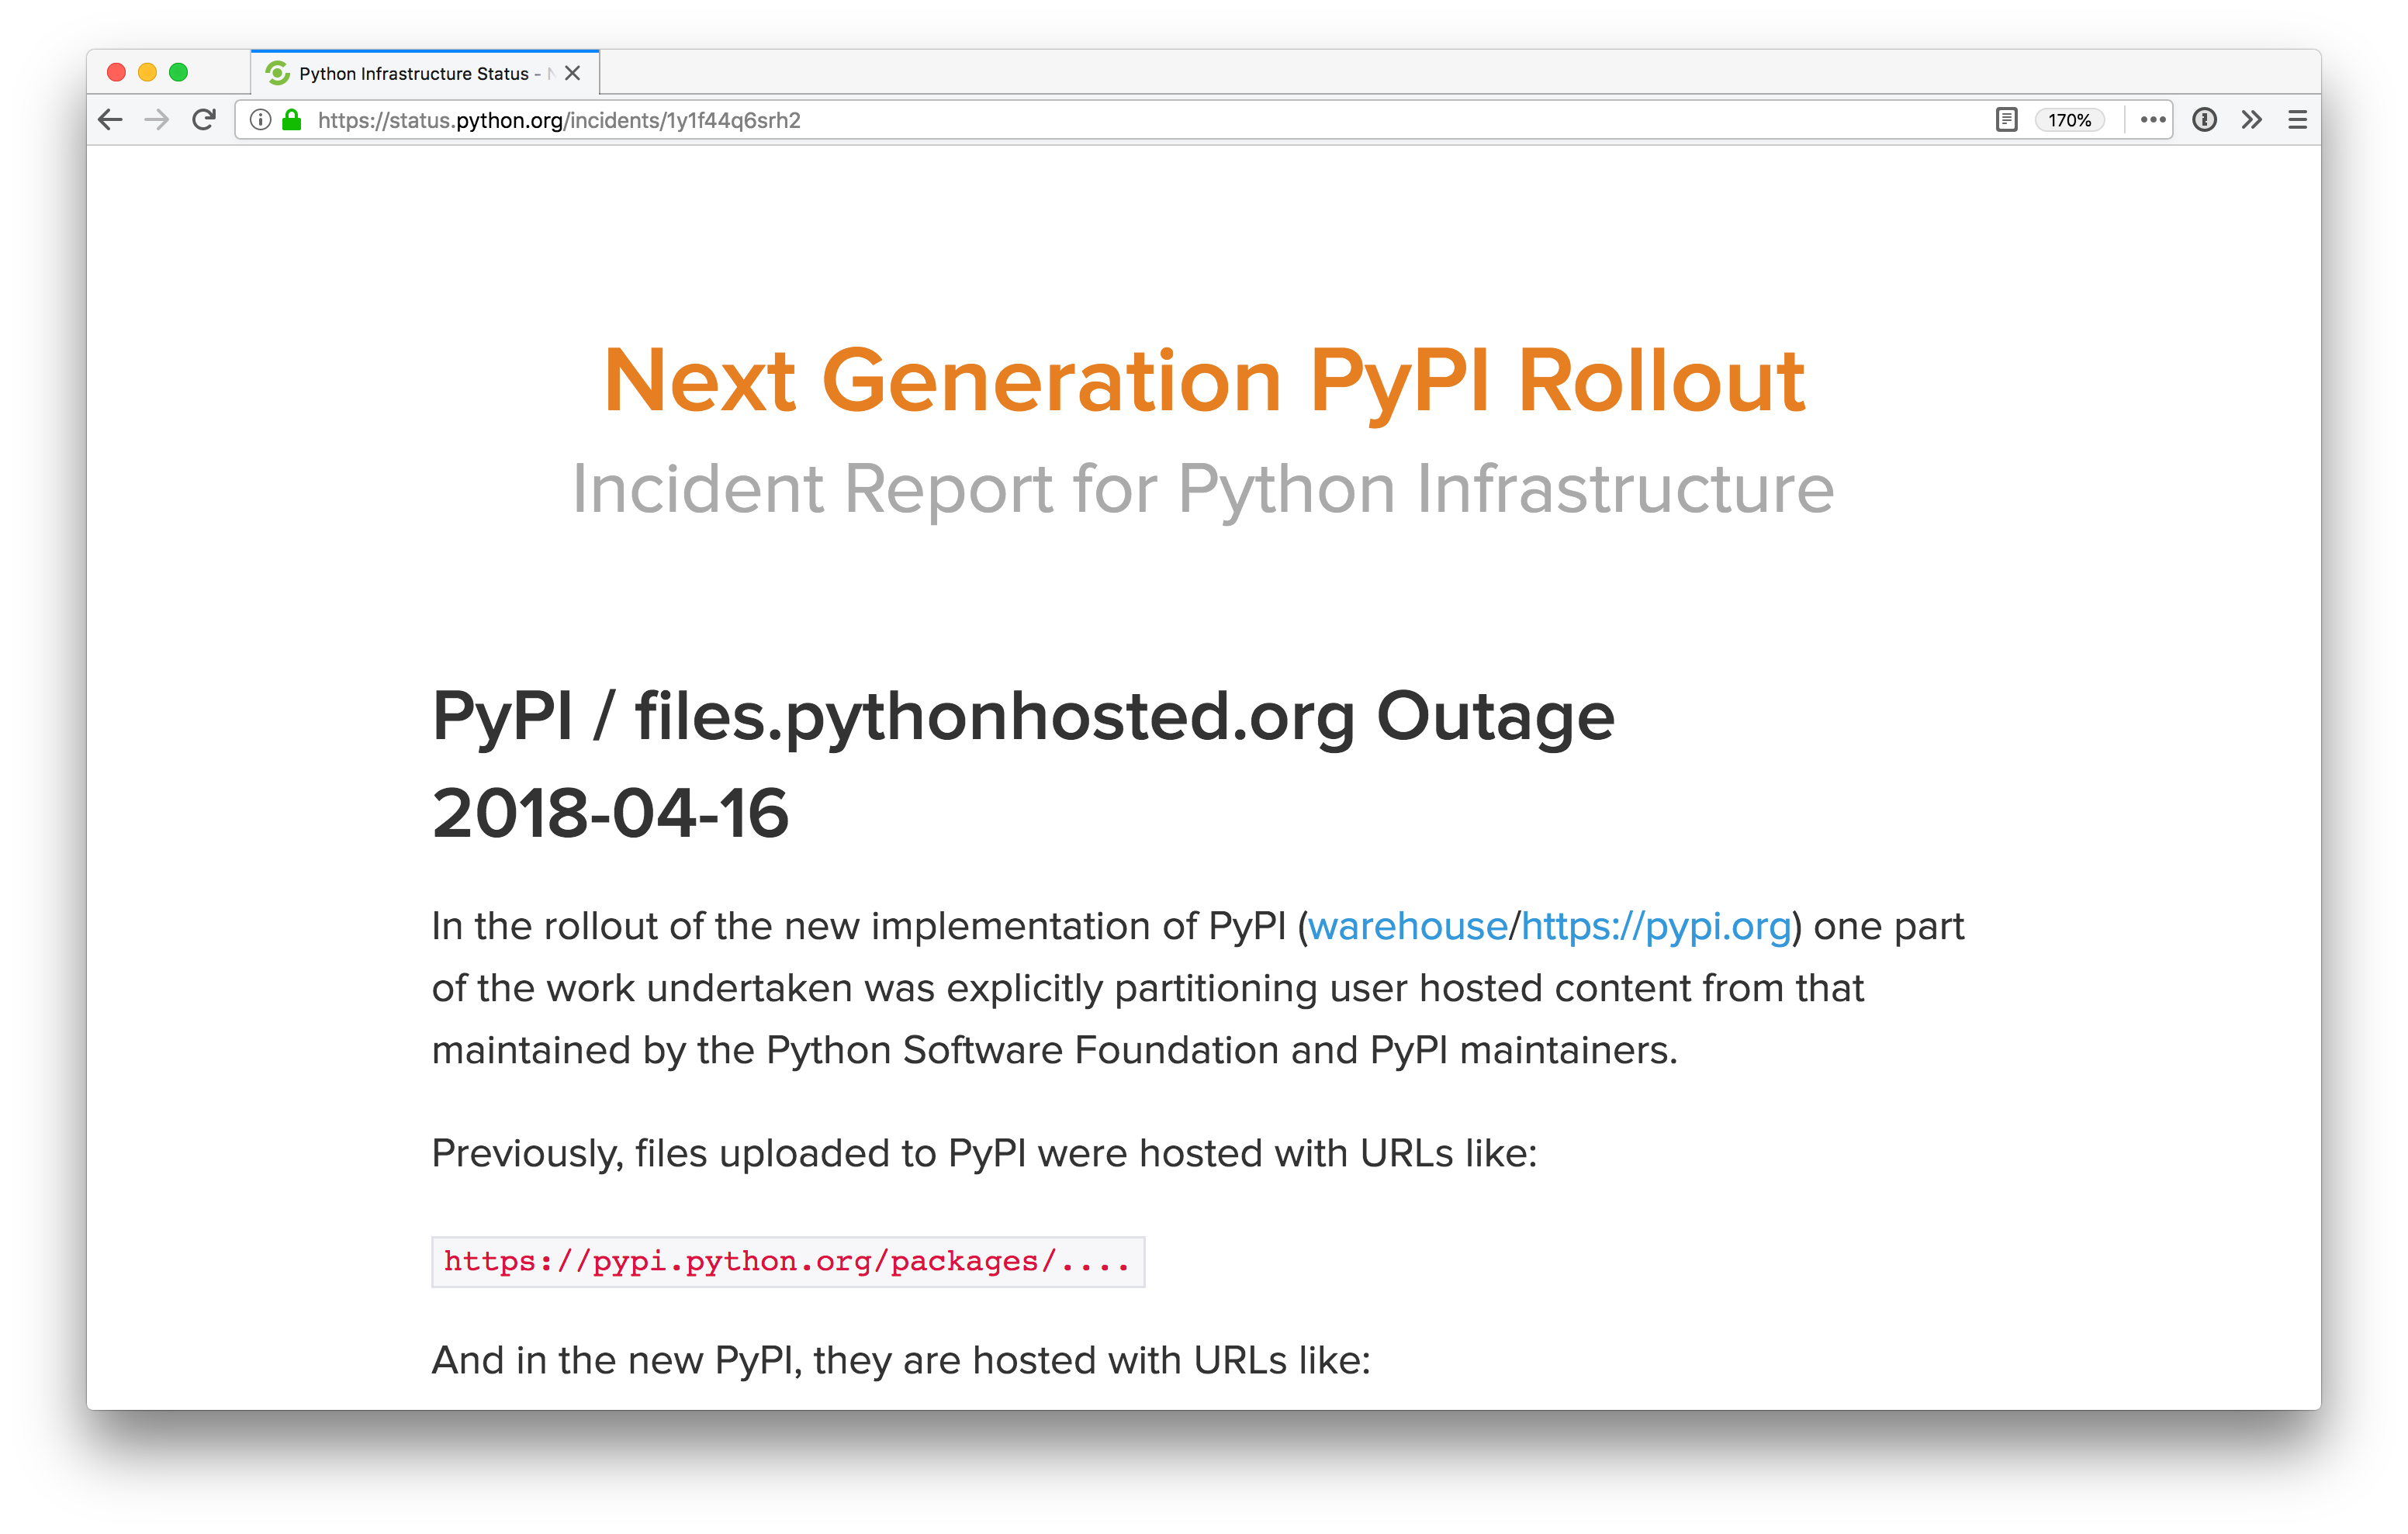 Python Infrastructure Status -
https://status.python.org/incidents/1y1f44q6srh2
170%
Next Generation PyPI Rollout
Incident Report for Python Infrastructure
PyPI / files.pythonhosted.org Outage
2018-04-16
In the rollout of the new implementation of PyPI (warehouse/https://pypi.org) one part
of the work undertaken was explicitly partitioning user hosted content from that
maintained by the Python Software Foundation and PyPI maintainers.
Previously, files uploaded to PyPI were hosted with URLs like:
https://pypi.python.org/packages/....
And in the new PyPI, they are hosted with URLs like: